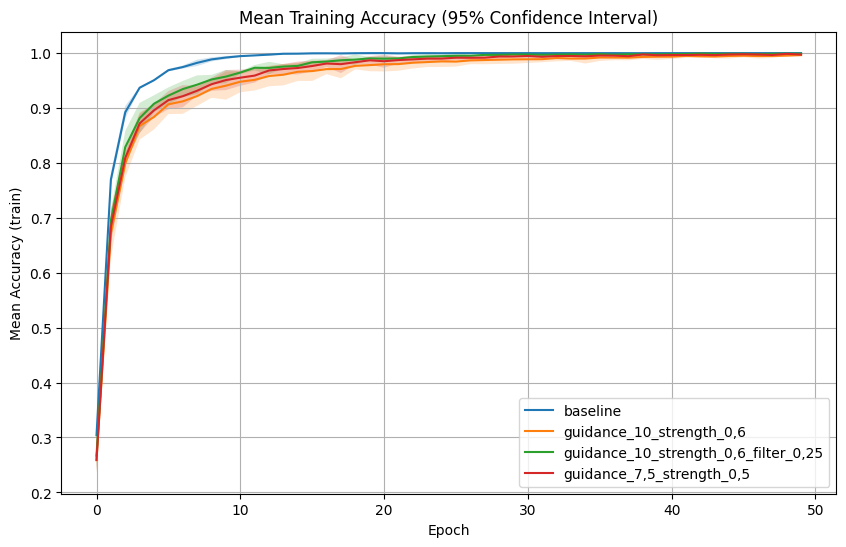 Mean Training Accuracy (95% Confidence Interval)
Mean Accuracy (train)
1.0
0.9
0.8
0.7
0.6
0.5
0.4
0.3
0.2
baseline
guidance_10_strength_0,6
guidance_10_strength_0,6_filter_0,25
guidance_7,5_strength_0,5
0 10 20 30 40 50
Epoch